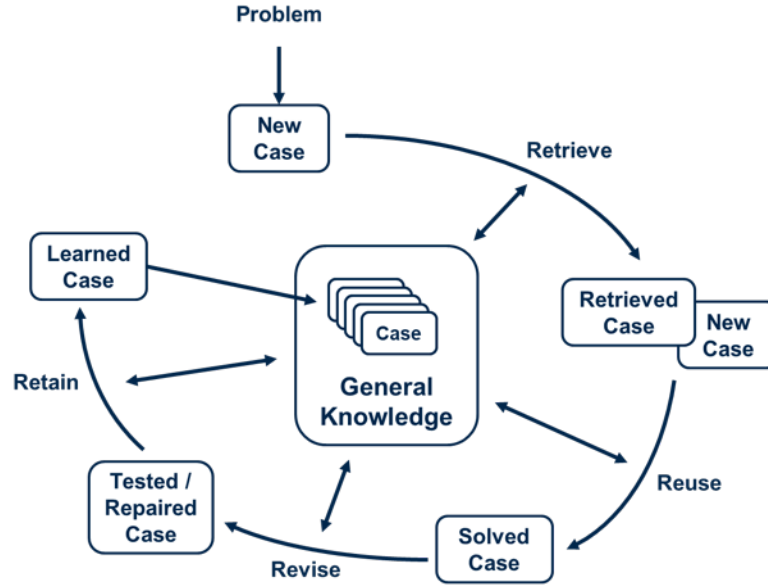 Problem
New
Case
Retrieve
Learned
Case
Retrieved
Case
New
Case
Case
General
Knowledge
Retain
Tested /
Repaired
Case
Reuse
Solved
Case
Revise